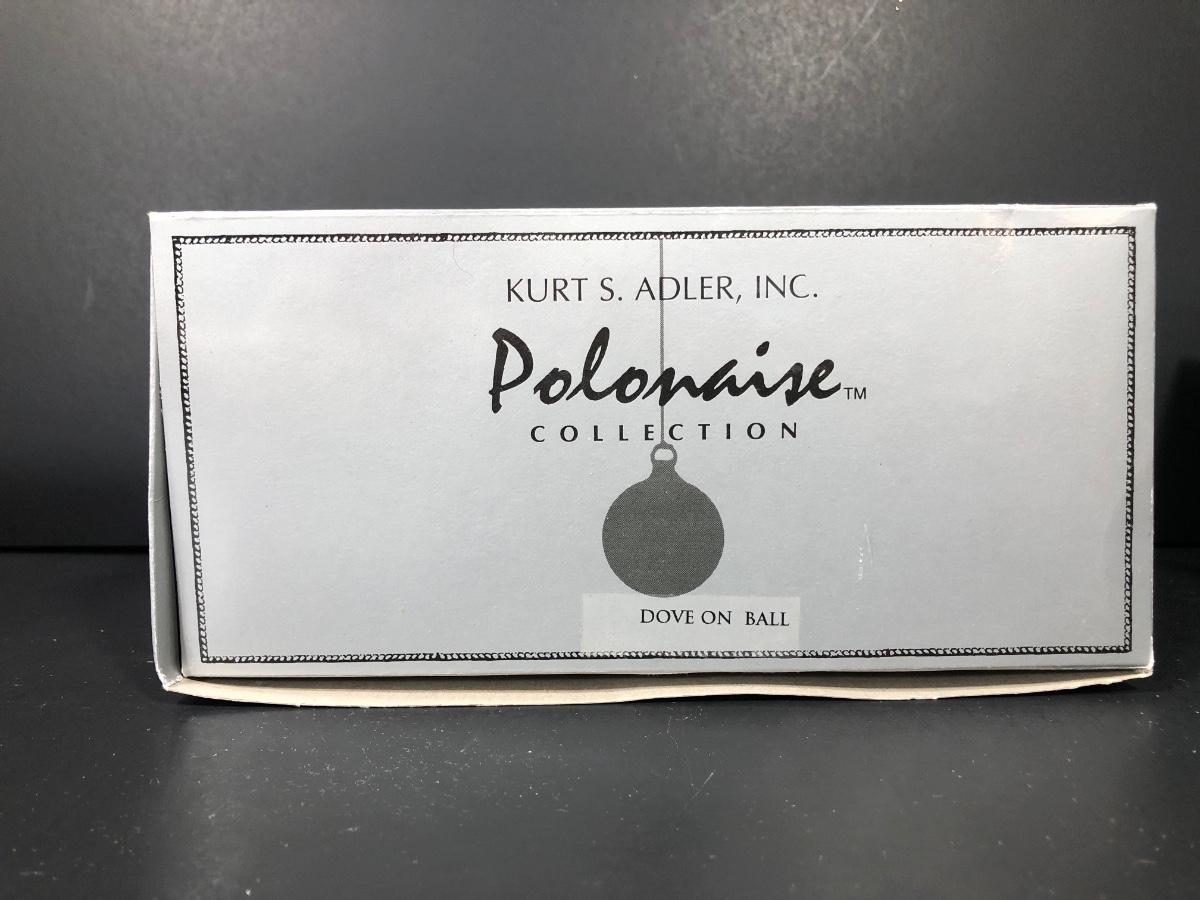 KURT S. ADLER, INC.
Polonaise™
COLLECTION
DOVE ON BALL